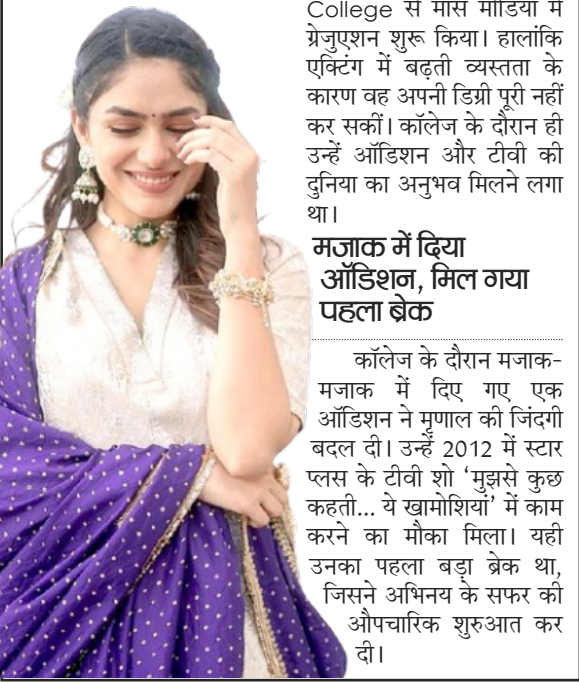 College से मास मीडिया में
ग्रेजुएशन शुरू किया। हालांकि
एक्टिंग में बढ़ती व्यस्तता के
कारण वह अपनी डिग्री पूरी नहीं
कर सकीं। कॉलेज के दौरान ही
उन्हें ऑडिशन और टीवी की
दुनिया का अनुभव मिलने लगा
था।
मजाक में दिया
ऑडिशन, मिल गया
पहला ब्रेक
कॉलेज के दौरान मजाक-
मजाक में दिए गए एक
ऑडिशन ने मृणाल की जिंदगी
बदल दी। उन्हें 2012 में स्टार
प्लस के टीवी शो ‘मुझसे कुछ
कहती... ये खामोशियां’ में काम
करने का मौका मिला। यही
उनका पहला बड़ा ब्रेक था,
जिसने अभिनय के सफर की
औपचारिक शुरुआत कर
दी।